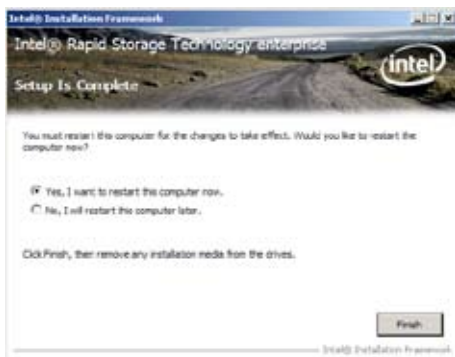 Intel® Installation Framework
Intel® Rapid Storage Technology enterprise
intel
Setup Is Complete
You must restart this computer for the changes to take effect. Would you like to restart the
computer now?
Yes, I want to restart this computer now.
No, I will restart this computer later.
Click Finish, then remove any installation media from the drives.
Finish
Intel® Installation Framework